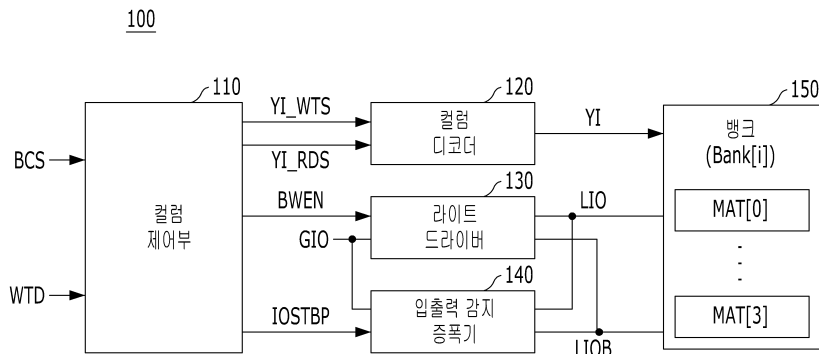 100
110
YI_WTS
120
컬럼
디코더
YI
150
뱅크
(Bank[i])
BCS
YI_RDS
컬럼
제어부
BWEN
130
라이트
드라이버
LIO
MAT[0]
GIO
140
WTD
IOSTBP
입출력 감지
증폭기
MAT[3]
LIOB